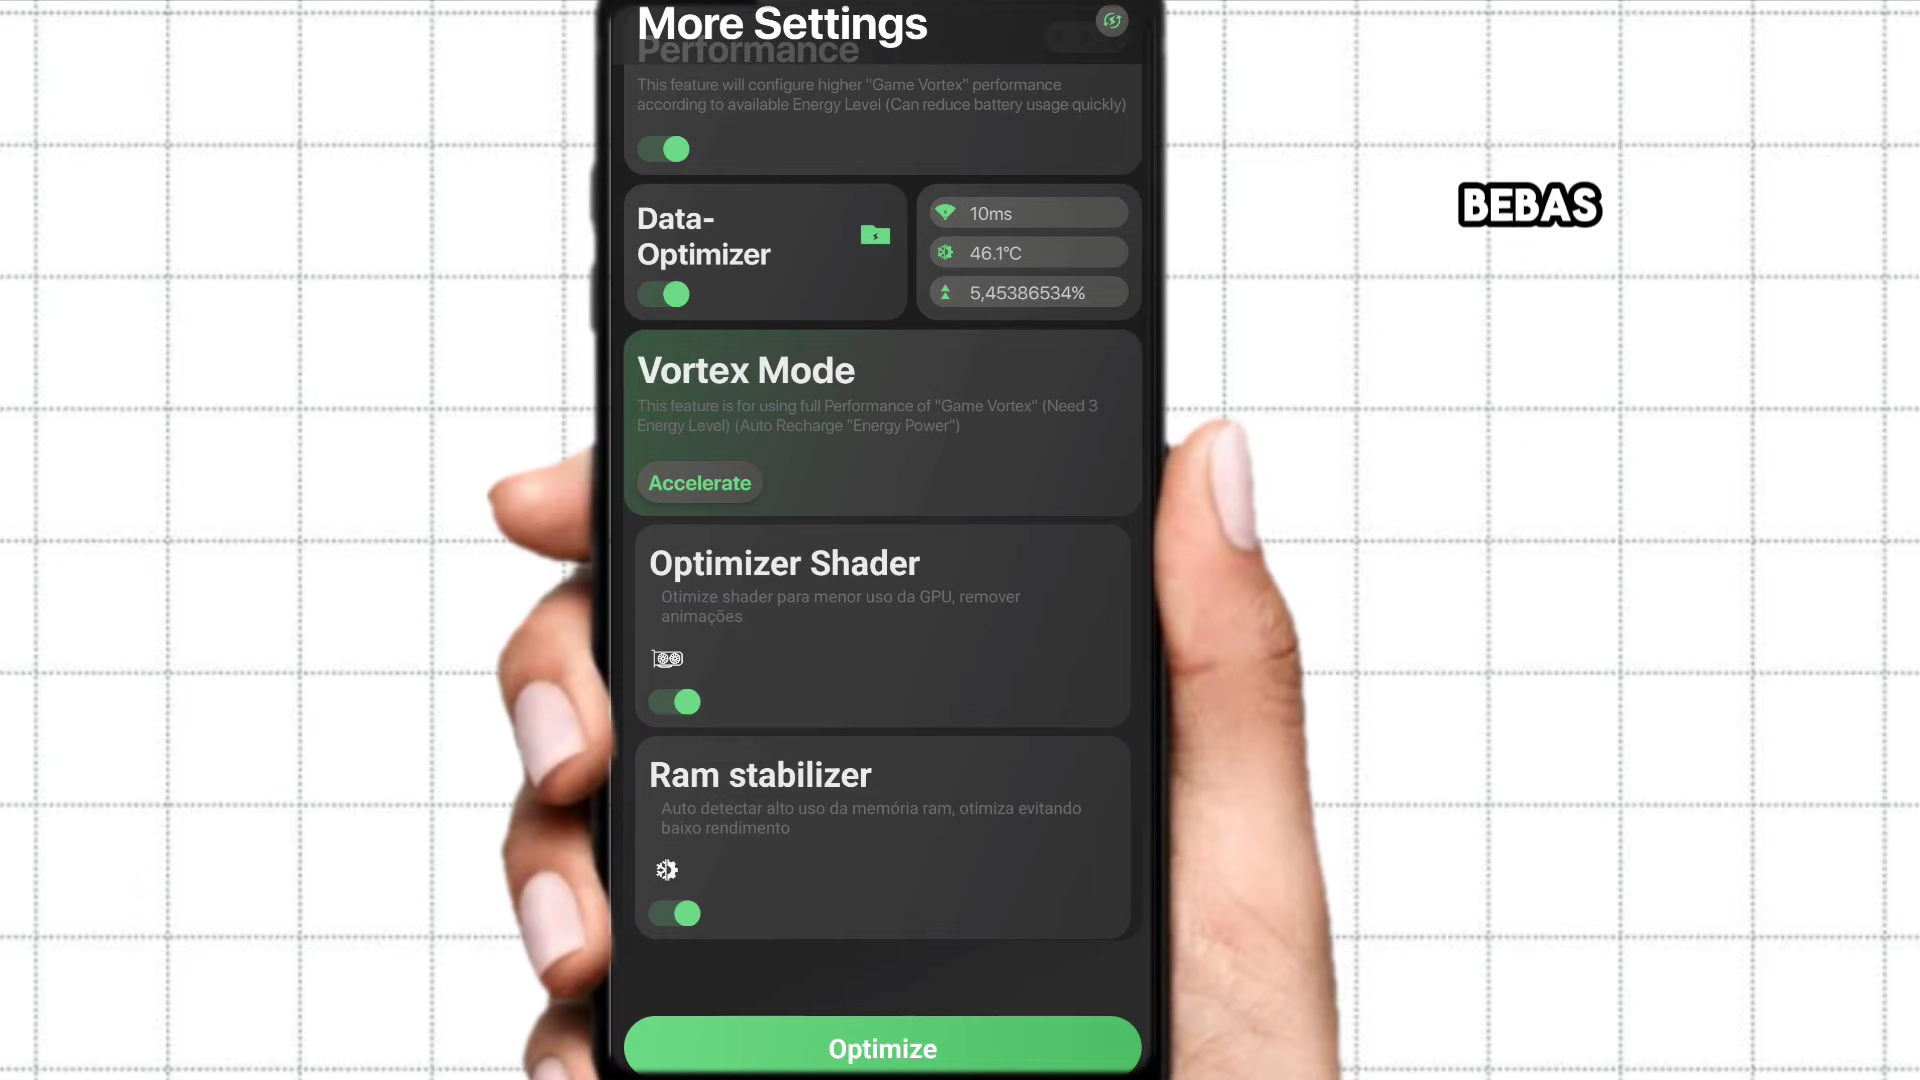 More Settings
Performance
This feature will configure higher "Game Vortex" performance
according to available Energy Level (Can reduce battery usage quickly)
Data-
Optimizer
10ms
46.1°C
5,45386534%
Vortex Mode
This feature is for using full Performance of "Game Vortex" (Need 3
Energy Level) (Auto Recharge "Energy Power")
Accelerate
Optimizer Shader
Otimize shader para menor uso da GPU, remover
animações
Ram stabilizer
Auto detectar alto uso da memória ram, otimiza evitando
baixo rendimento
Optimize
BEBAS